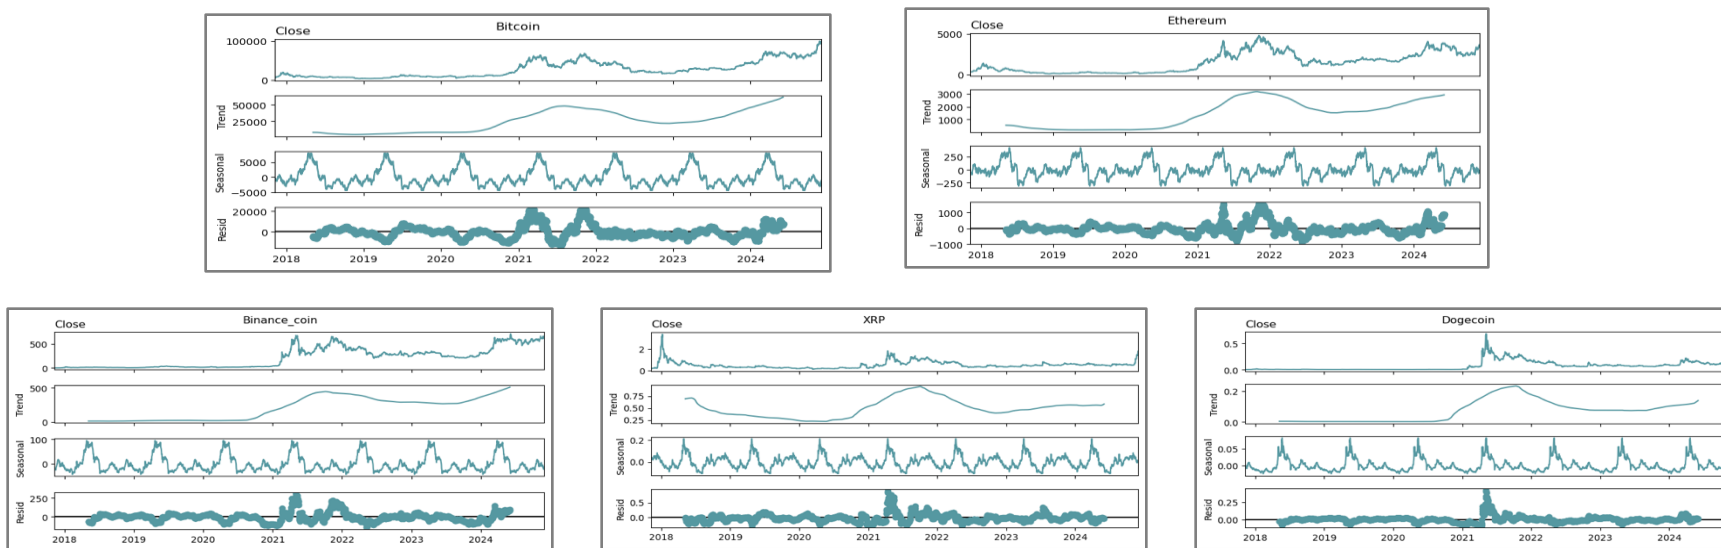 Close Bitcoin
100000
0
Trend
50000
25000
Seasonal
5000
0
−5000
Resid
20000
0
2018 2019 2020 2021 2022 2023 2024
Close Ethereum
5000
0
Trend
3000
2000
1000
Seasonal
250
0
−250
Resid
1000
0
−1000
2018 2019 2020 2021 2022 2023 2024
Close Binance_coin
500
0
Trend
500
0
Seasonal
100
0
Resid
250
0
2018 2019 2020 2021 2022 2023 2024
Close XRP
2
0
Trend
0.75
0.50
0.25
Seasonal
0.2
0.0
Resid
0.5
0.0
2018 2019 2020 2021 2022 2023 2024
Close Dogecoin
0.5
0.0
Trend
0.2
0.0
Seasonal
0.05
0.00
Resid
0.25
0.00
2018 2019 2020 2021 2022 2023 2024